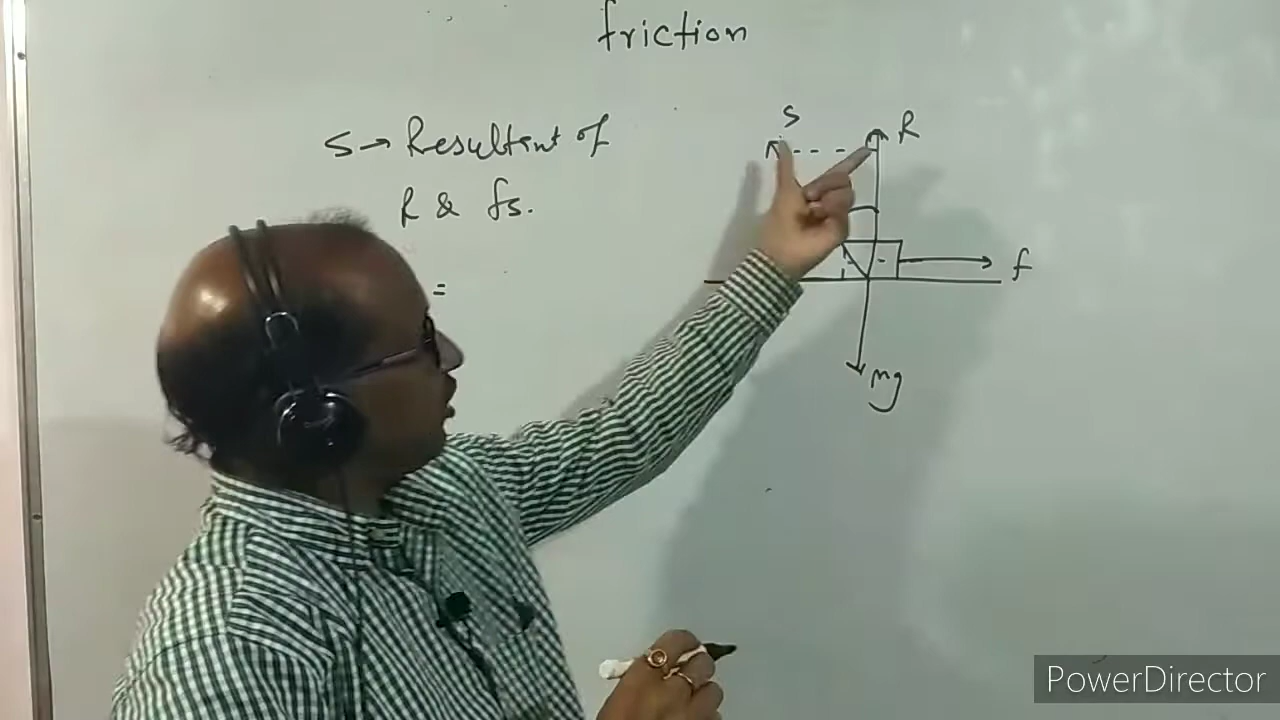 friction
S → Resultant of
R & fs.
=
S
R
f
mg
PowerDirector